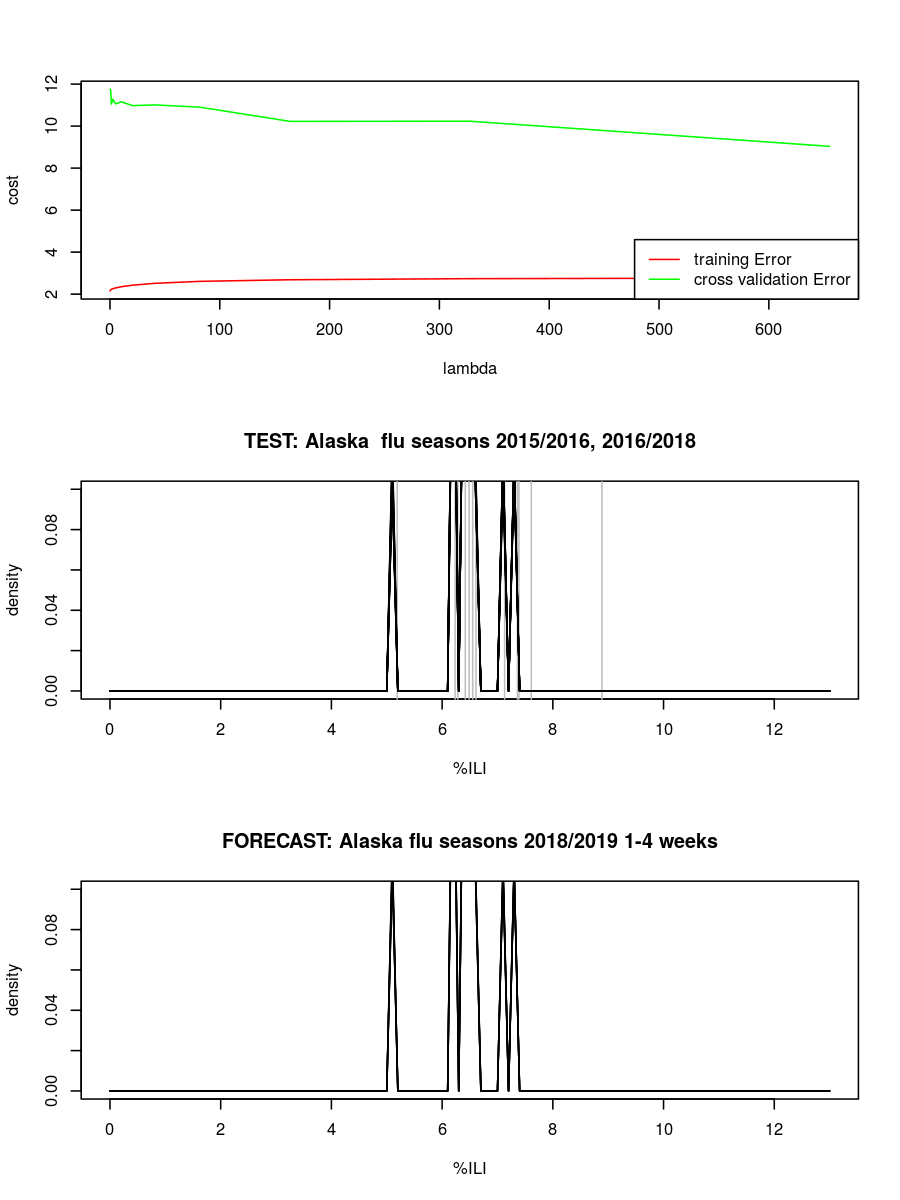 12
10
8
6
4
2
cost
training Error
cross validation Error
0 100 200 300 400 500 600
lambda
TEST: Alaska  flu seasons 2015/2016, 2016/2018
0.08
0.04
0.00
density
0 2 4 6 8 10 12
%ILI
FORECAST: Alaska flu seasons 2018/2019 1-4 weeks
0.08
0.04
0.00
density
0 2 4 6 8 10 12
%ILI